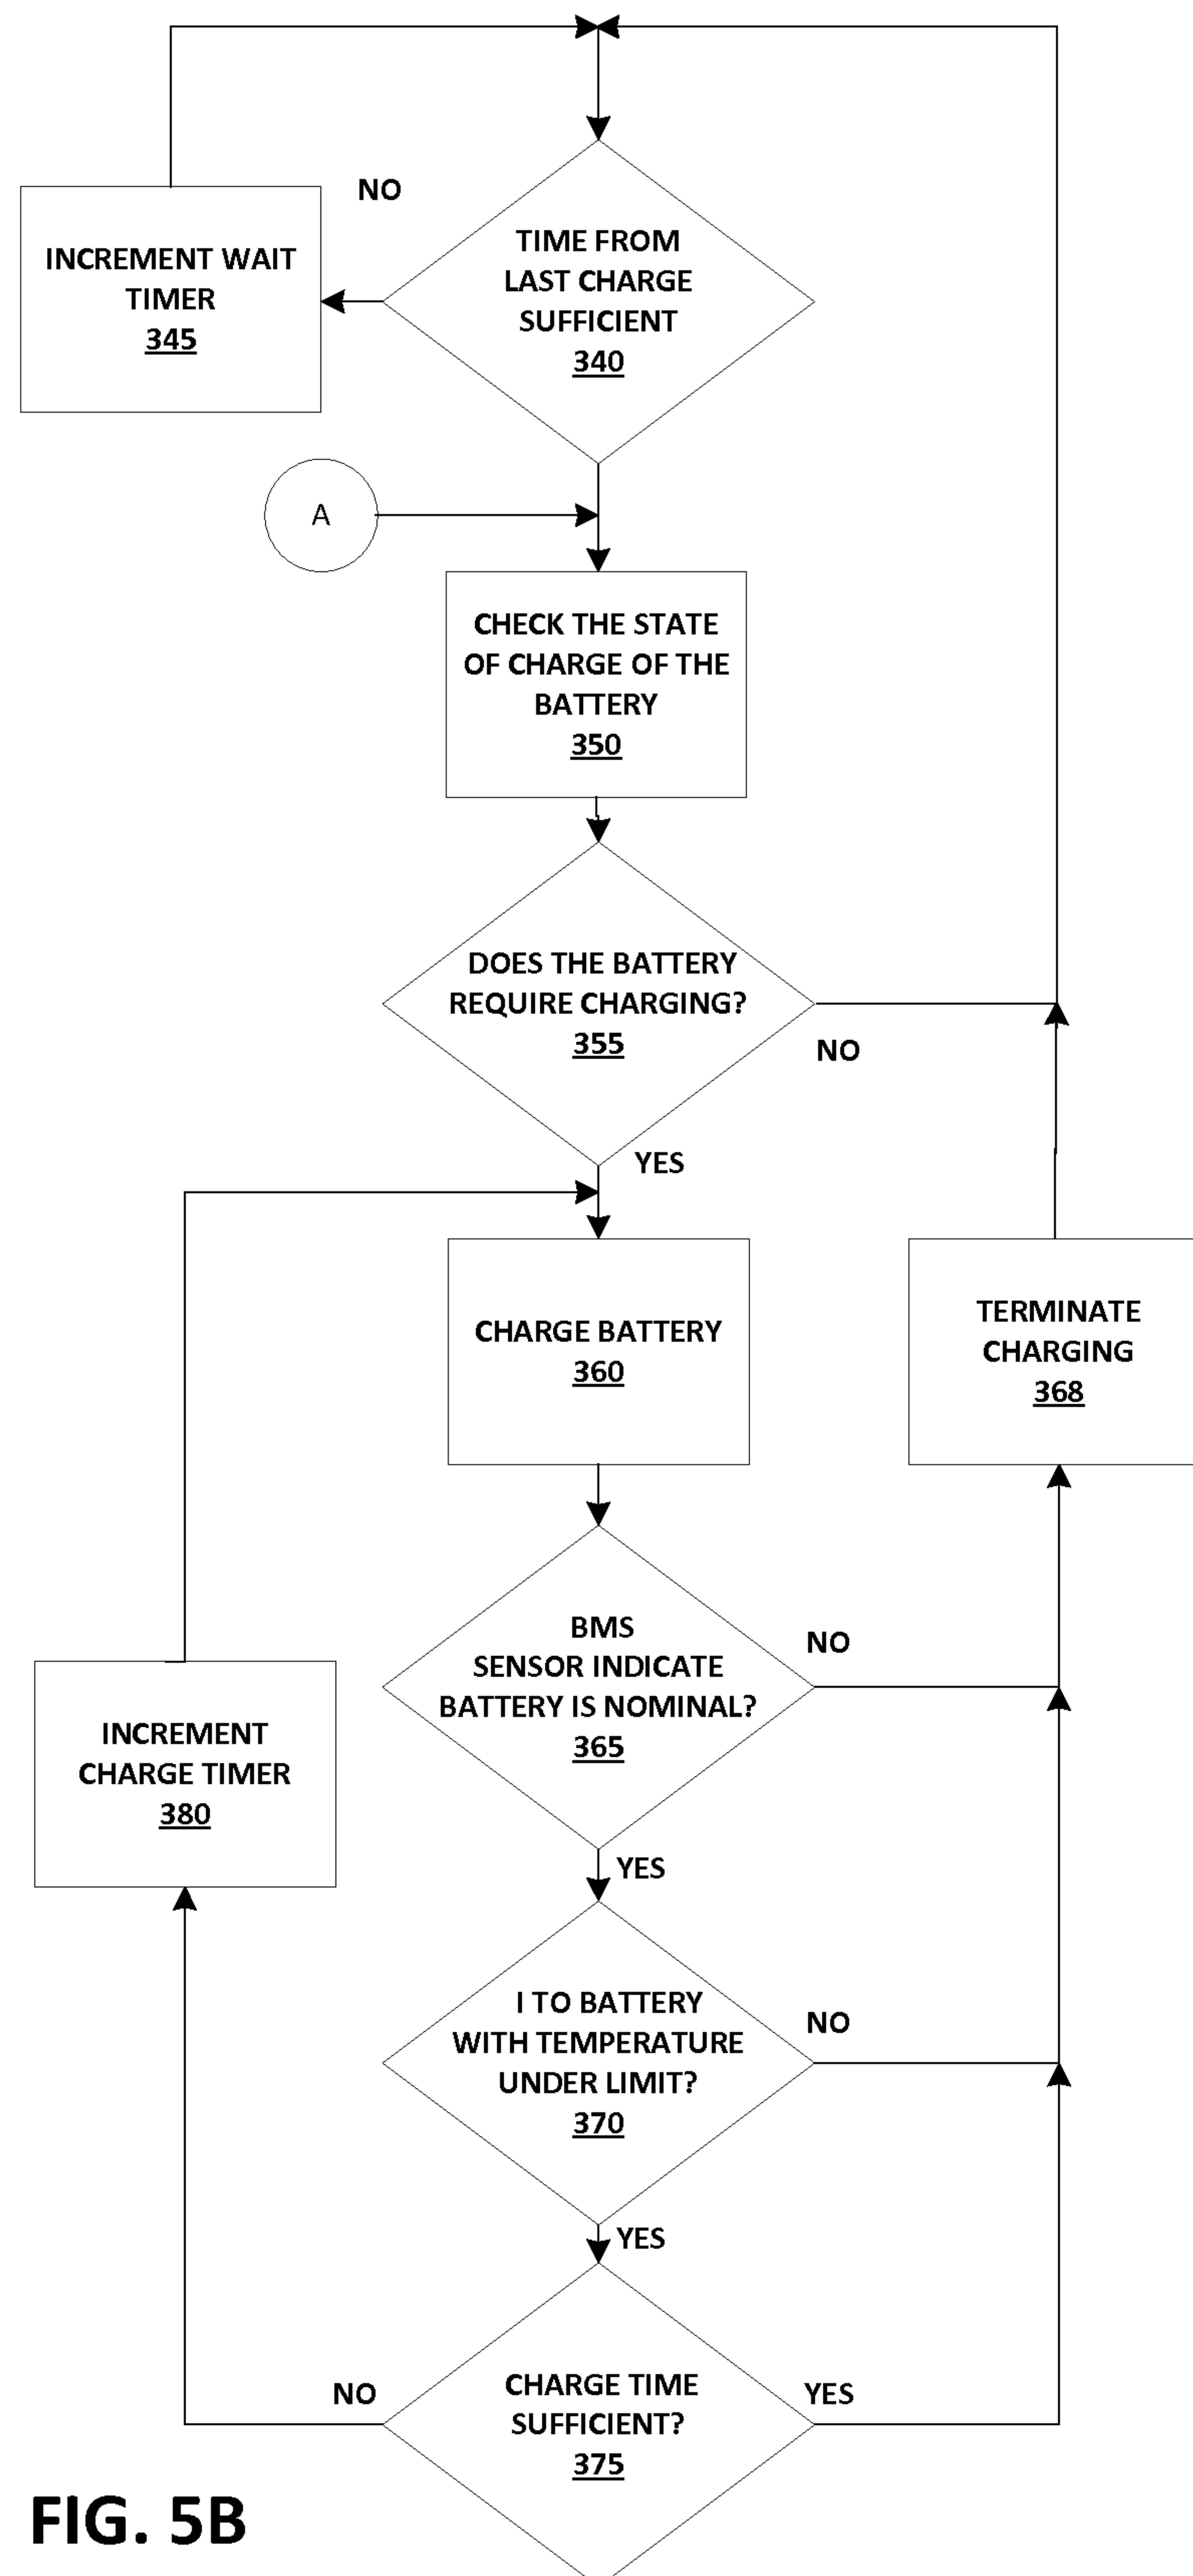 NO
TIME FROM
LAST CHARGE
SUFFICIENT
340
INCREMENT WAIT
TIMER
345
A
CHECK THE STATE
OF CHARGE OF THE
BATTERY
350
DOES THE BATTERY
REQUIRE CHARGING?
355
NO
YES
CHARGE BATTERY
360
TERMINATE
CHARGING
368
BMS
SENSOR INDICATE
BATTERY IS NOMINAL?
365
NO
INCREMENT
CHARGE TIMER
380
YES
I TO BATTERY
WITH TEMPERATURE
UNDER LIMIT?
370
NO
YES
CHARGE TIME
SUFFICIENT?
375
NO
YES
FIG. 5B